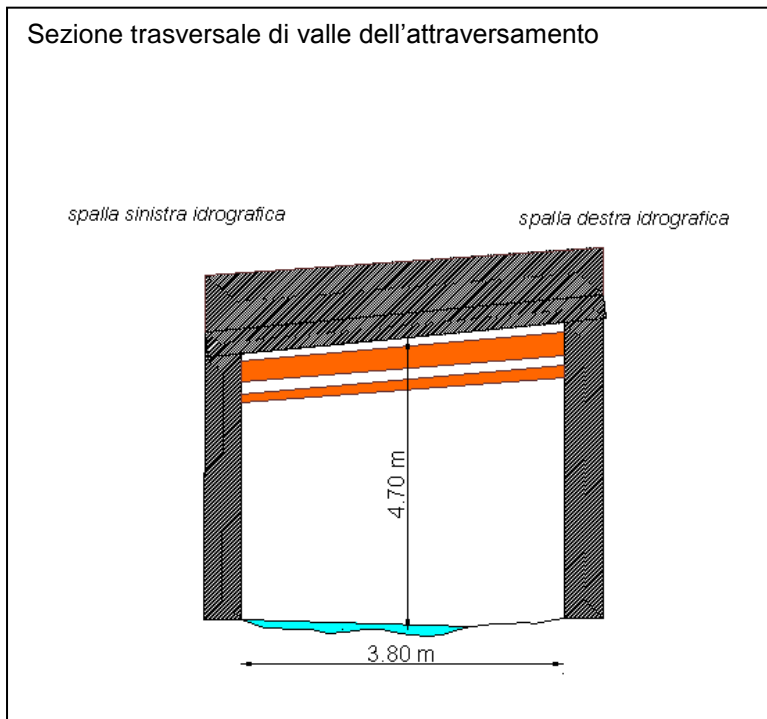 Sezione trasversale di valle dell’attraversamento
spalla sinistra idrografica
spalla destra idrografica
4.70 m
3.80 m